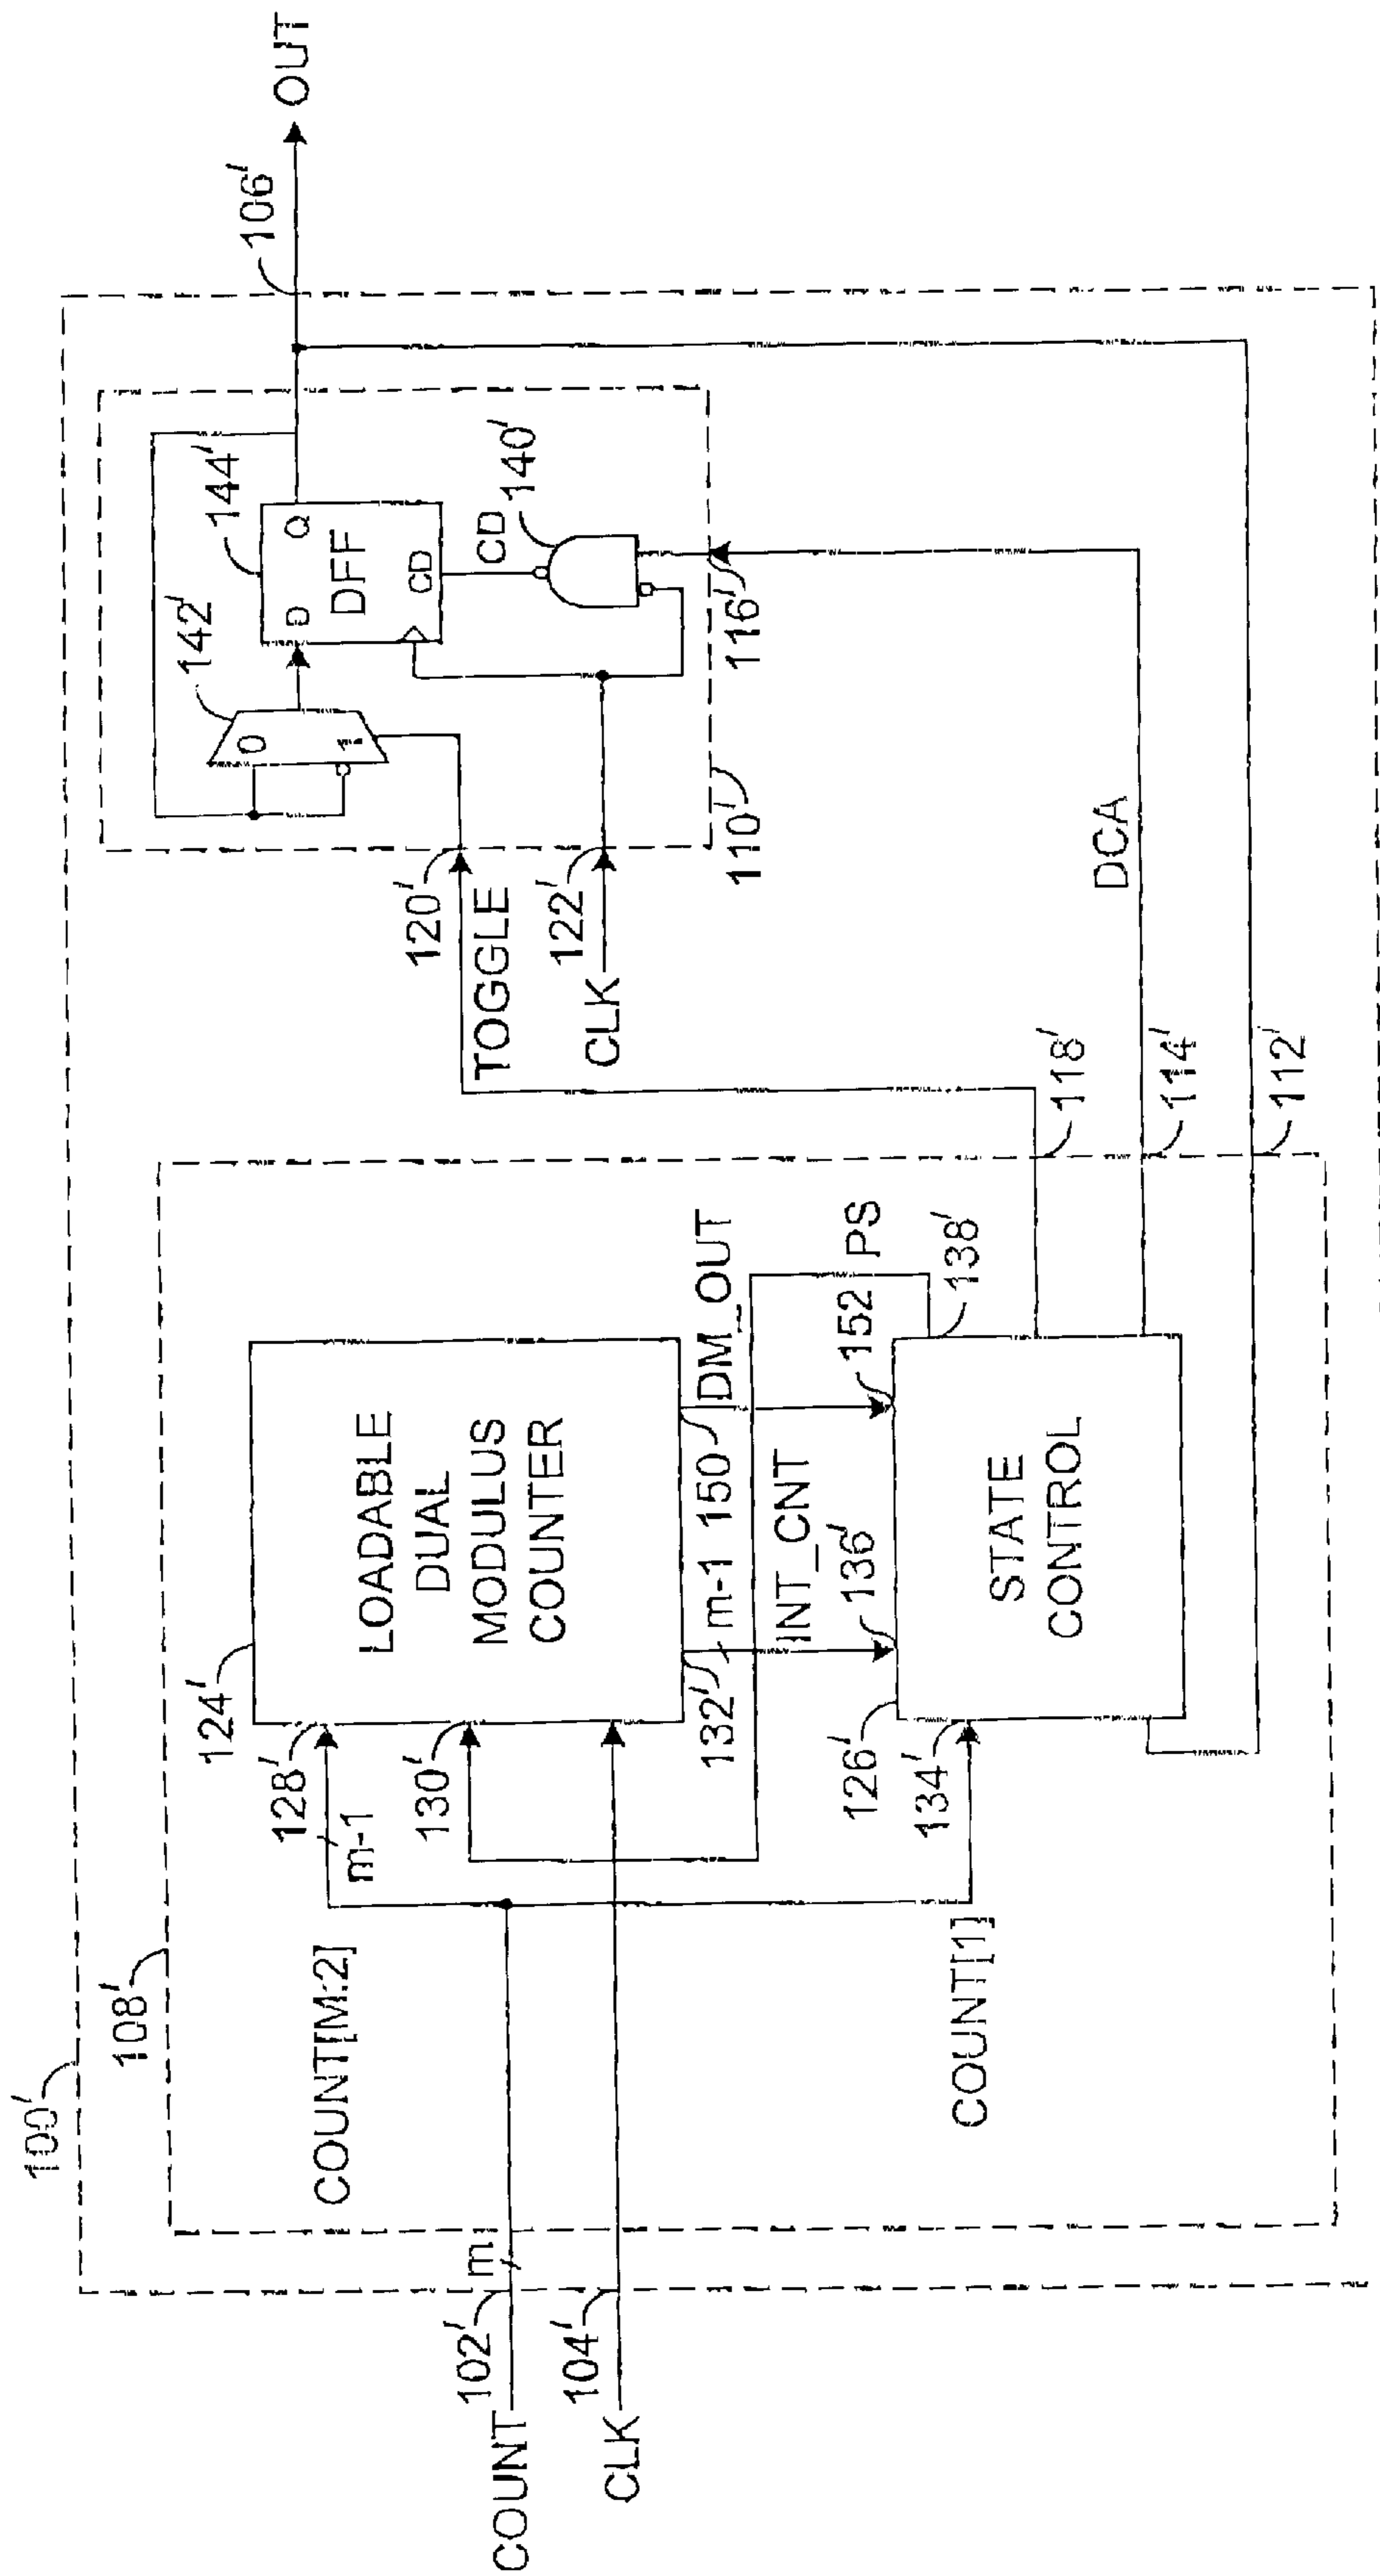 100′
108′
COUNT
102′
m
CLK
104′
COUNT[M:2]
COUNT[1]
m-1
128′
130′
124′
LOADABLE
DUAL
MODULUS
COUNTER
132′
m-1
150
DM_OUT
INT_CNT
136′
152
PS
138′
126′
134′
STATE
CONTROL
118′
114′
112′
TOGGLE
120′
CLK
122′
110′
DCA
116′
142′
0
1
144′
D
Q
DFF
CD
CD
140′
106′
OUT